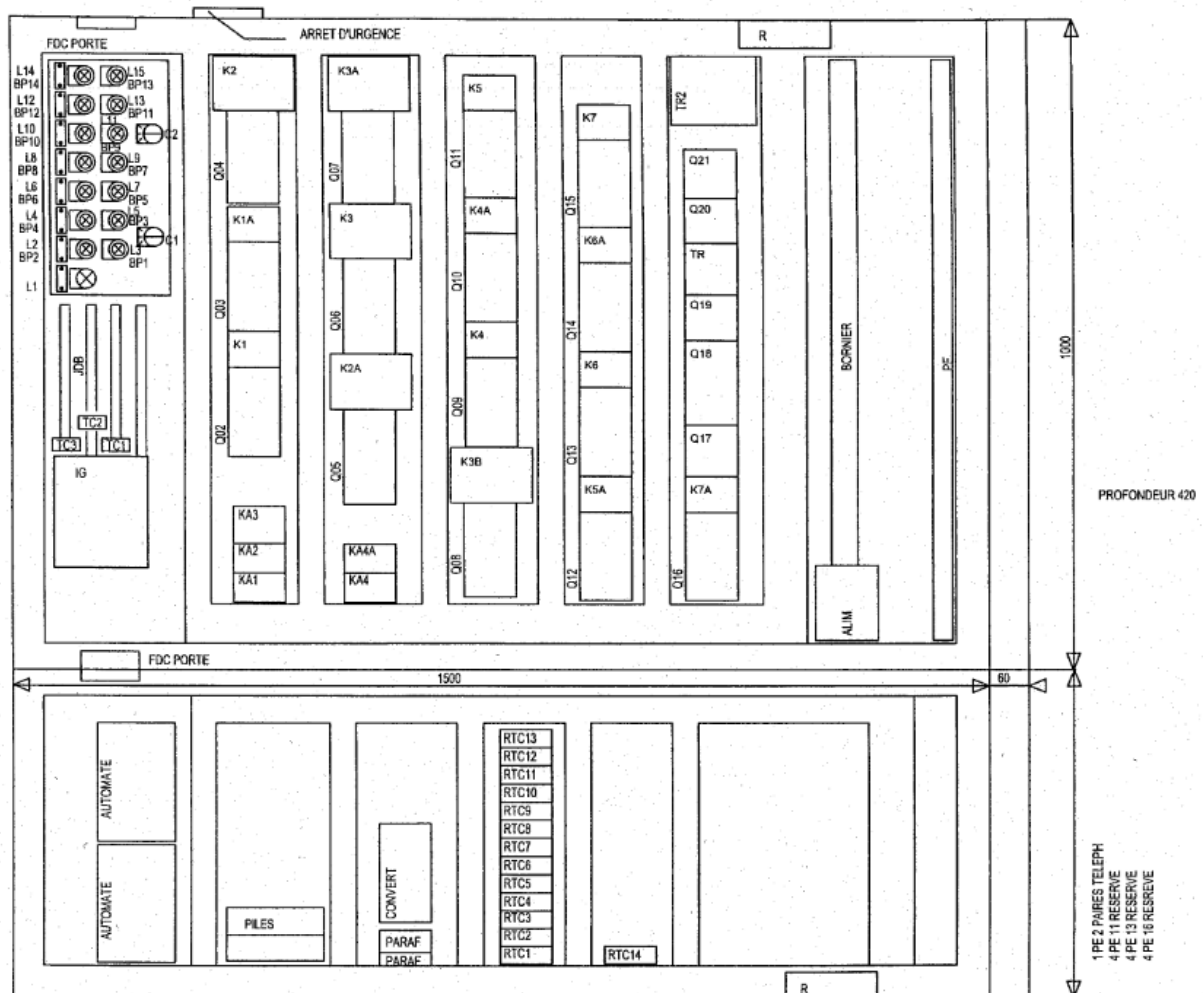 ARRET D'URGENCE
R
FDC PORTE
L14
BP14
L15
BP13
L12
BP12
L13
BP11
L10
BP10
11
BP9
C2
L8
BP8
L9
BP7
L6
BP6
L7
BP5
L4
BP4
L5
BP3
C1
L2
BP2
L3
BP1
L1
JDB
TC3
TC2
TC1
IG
K2
Q04
K1A
Q03
K1
Q02
KA3
KA2
KA1
K3A
Q07
K3
Q06
K2A
Q05
KA4A
KA4
K5
Q11
K4A
Q10
K4
Q09
K3B
Q08
K7
Q15
K6A
Q14
K6
Q13
K5A
Q12
TR2
Q21
Q20
TR
Q19
Q18
Q17
K7A
Q16
BORNIER
ALIM
PE
1000
PROFONDEUR 420
FDC PORTE
1500
60
AUTOMATE
AUTOMATE
PILES
CONVERT
PARAF
PARAF
RTC13
RTC12
RTC11
RTC10
RTC9
RTC8
RTC7
RTC6
RTC5
RTC4
RTC3
RTC2
RTC1
RTC14
R
1 PE 2 PAIRES TELEPH
4 PE 11 RESERVE
4 PE 13 RESERVE
4 PE 16 RESREVE